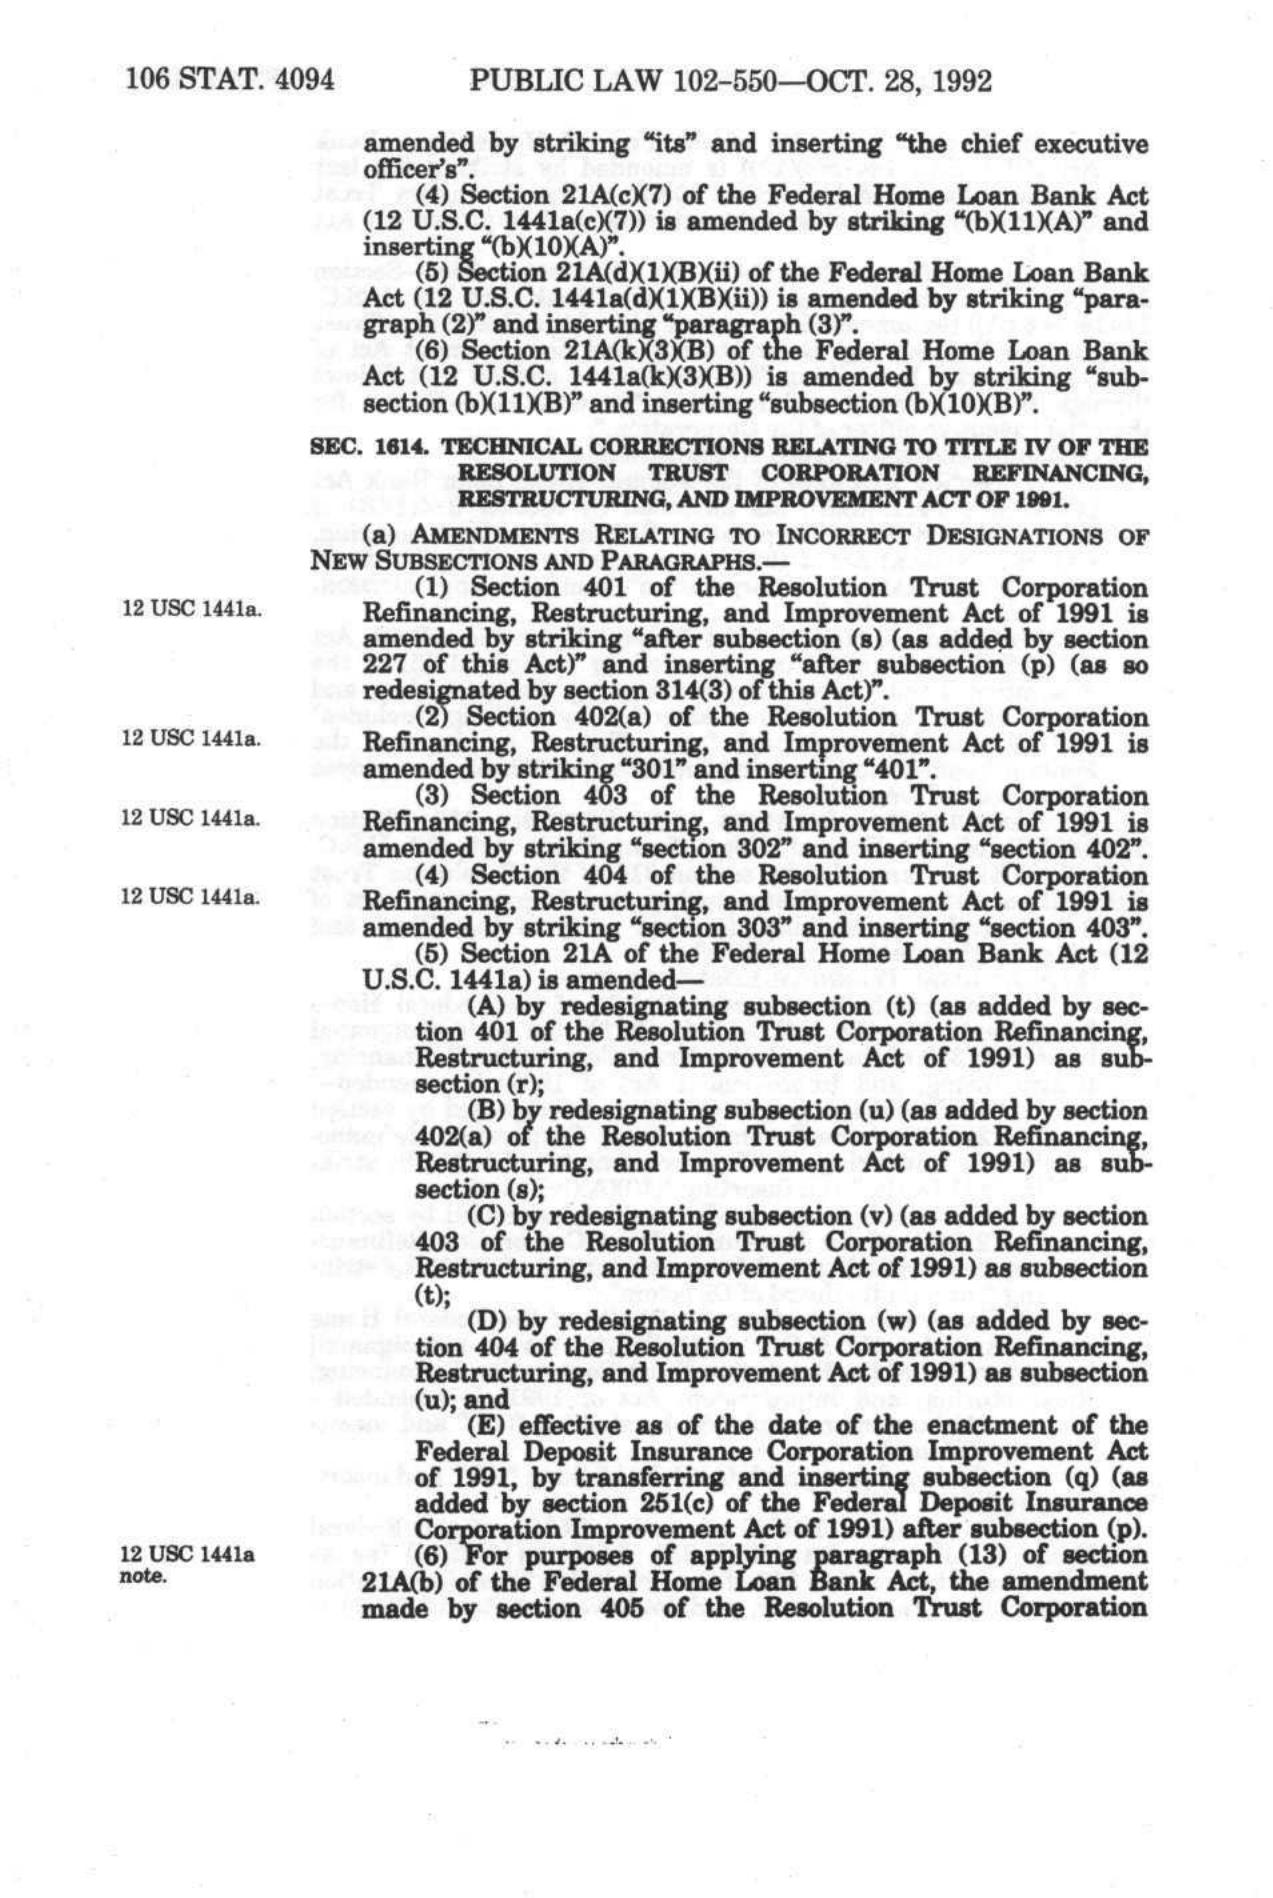 106 STAT. 4094 PUBLIC LAW 102-550—OCT. 28, 1992
amended by striking “its” and inserting “the chief executive
officer's”.
(4) Section 21A(c)(7) of the Federal Home Loan Bank Act
(12 U.S.C. 1441a(c)(7)) is amended by striking “(b)(11)(A)” and
inserting “(b)(10)(A)”.
(5) Section 21A(d)(1)(B)(ii) of the Federal Home Loan Bank
Act (12 U.S.C. 1441a(d)(1)(B)(ii)) is amended by striking “para-
graph (2)” and inserting “paragraph (3)”.
(6) Section 21A(k)(3)(B) of the Federal Home Loan Bank
Act (12 U.S.C. 1441a(k)(3)(B)) is amended by striking “sub-
section (b)(11)(B)” and inserting “subsection (b)(10)(B)”.
SEC. 1614. TECHNICAL CORRECTIONS RELATING TO TITLE IV OF THE
RESOLUTION TRUST CORPORATION REFINANCING,
RESTRUCTURING, AND IMPROVEMENT ACT OF 1991.
(a) AMENDMENTS RELATING TO INCORRECT DESIGNATIONS OF
NEW SUBSECTIONS AND PARAGRAPHS.—
(1) Section 401 of the Resolution Trust Corporation
12 USC 1441a. Refinancing, Restructuring, and Improvement Act of 1991 is
amended by striking “after subsection (s) (as added by section
227 of this Act)” and inserting “after subsection (p) (as so
redesignated by section 314(3) of this Act)”.
(2) Section 402(a) of the Resolution Trust Corporation
12 USC 1441a. Refinancing, Restructuring, and Improvement Act of 1991 is
amended by striking “301” and inserting “401”.
(3) Section 403 of the Resolution Trust Corporation
12 USC 1441a. Refinancing, Restructuring, and Improvement Act of 1991 is
amended by striking “section 302” and inserting “section 402”.
(4) Section 404 of the Resolution Trust Corporation
12 USC 1441a. Refinancing, Restructuring, and Improvement Act of 1991 is
amended by striking “section 303” and inserting “section 403”.
(5) Section 21A of the Federal Home Loan Bank Act (12
U.S.C. 1441a) is amended—
(A) by redesignating subsection (t) (as added by sec-
tion 401 of the Resolution Trust Corporation Refinancing,
Restructuring, and Improvement Act of 1991) as sub-
section (r);
(B) by redesignating subsection (u) (as added by section
402(a) of the Resolution Trust Corporation Refinancing,
Restructuring, and Improvement Act of 1991) as sub-
section (s);
(C) by redesignating subsection (v) (as added by section
403 of the Resolution Trust Corporation Refinancing,
Restructuring, and Improvement Act of 1991) as subsection
(t);
(D) by redesignating subsection (w) (as added by sec-
tion 404 of the Resolution Trust Corporation Refinancing,
Restructuring, and Improvement Act of 1991) as subsection
(u); and
(E) effective as of the date of the enactment of the
Federal Deposit Insurance Corporation Improvement Act
of 1991, by transferring and inserting subsection (q) (as
added by section 251(c) of the Federal Deposit Insurance
Corporation Improvement Act of 1991) after subsection (p).
12 USC 1441a (6) For purposes of applying paragraph (13) of section
note. 21A(b) of the Federal Home Loan Bank Act, the amendment
made by section 405 of the Resolution Trust Corporation